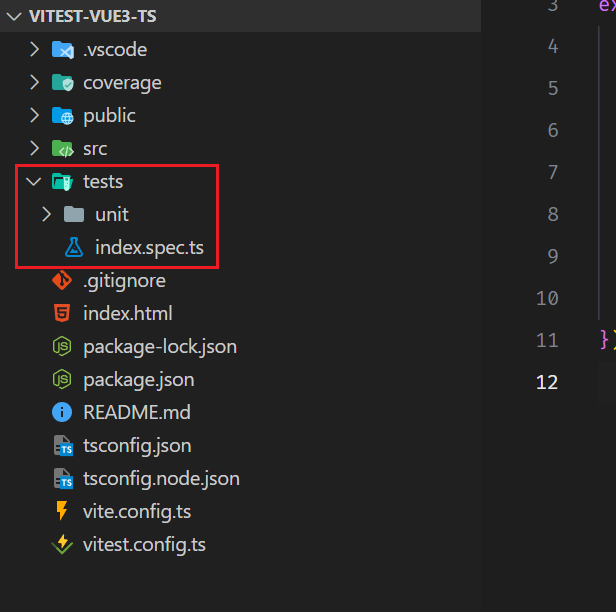 VITEST-VUE3-TS
.vscode
coverage
public
src
tests
unit
index.spec.ts
.gitignore
index.html
package-lock.json
package.json
README.md
tsconfig.json
tsconfig.node.json
vite.config.ts
vitest.config.ts
3 ex
4
5
6
7
8
9
10
11 })
12